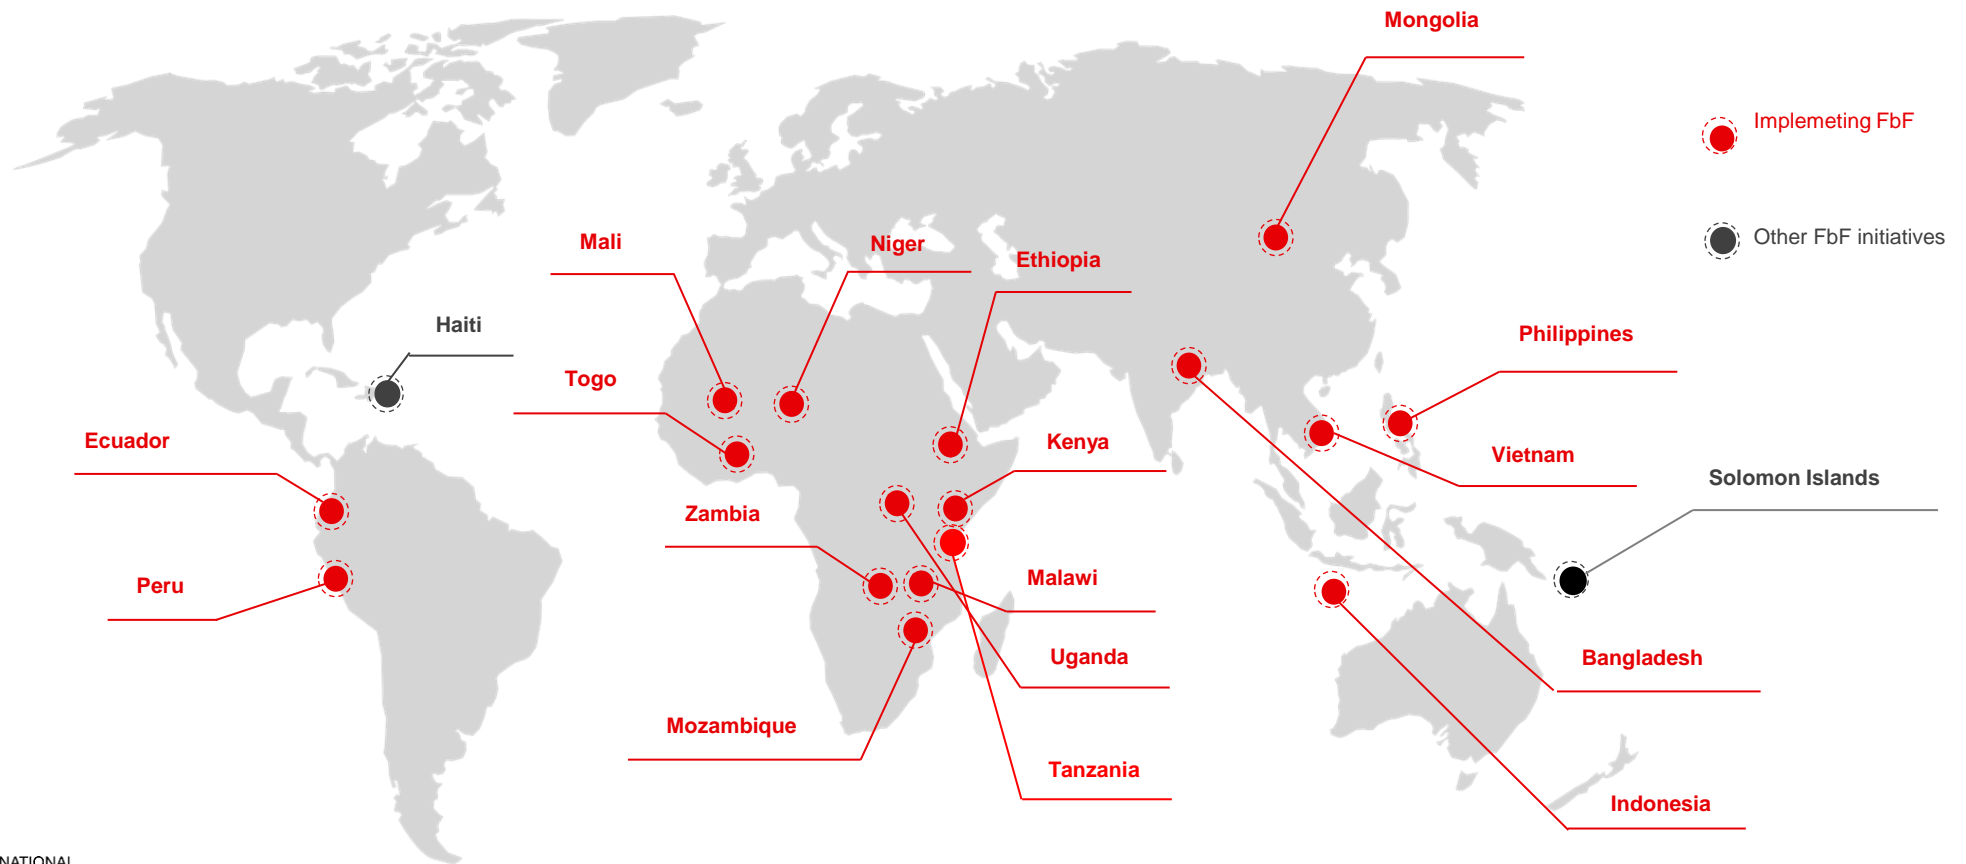 Mongolia
Implemeting FbF
Other FbF initiatives
Mali
Niger
Ethiopia
Haiti
Philippines
Togo
Ecuador
Kenya
Vietnam
Solomon Islands
Zambia
Peru
Malawi
Uganda
Bangladesh
Mozambique
Tanzania
Indonesia
NATIONAL